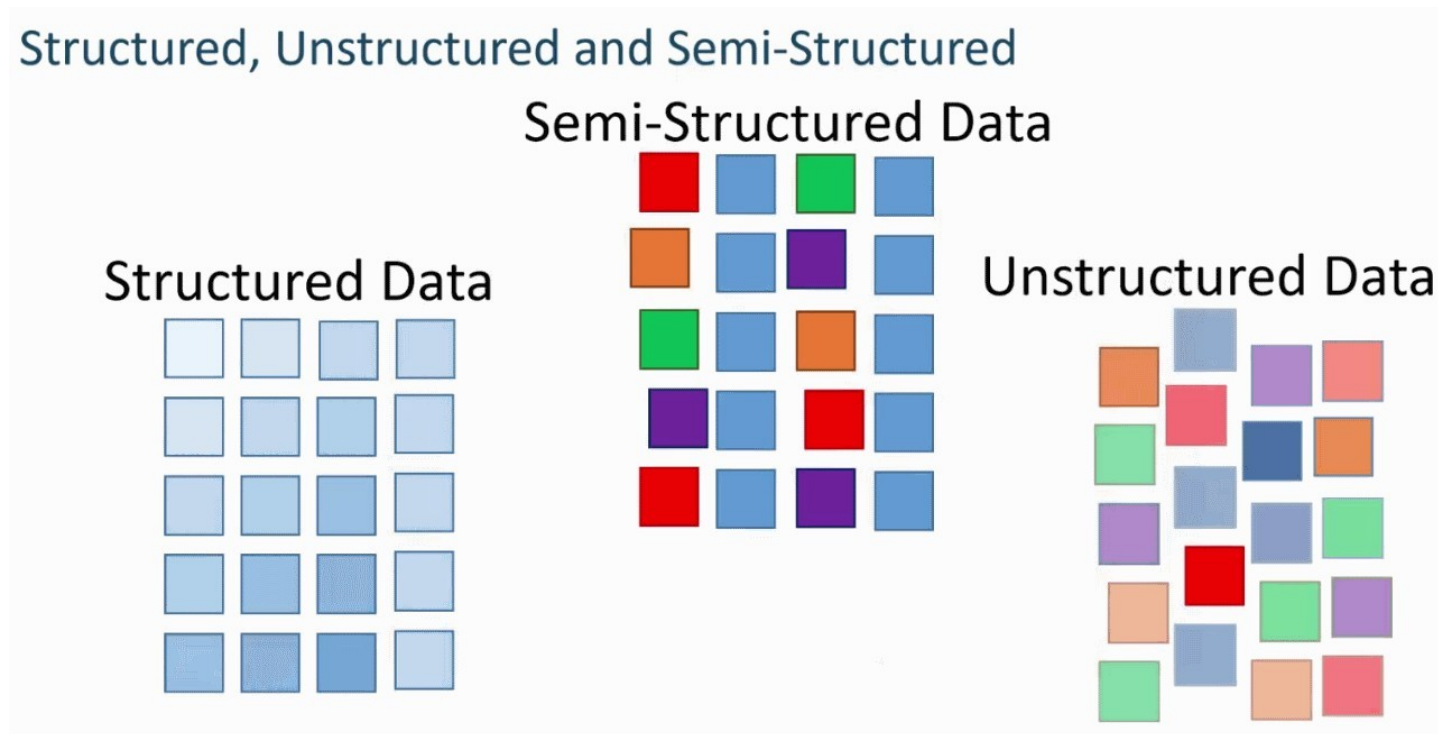 Structured, Unstructured and Semi-Structured
Semi-Structured Data
Structured Data
Unstructured Data